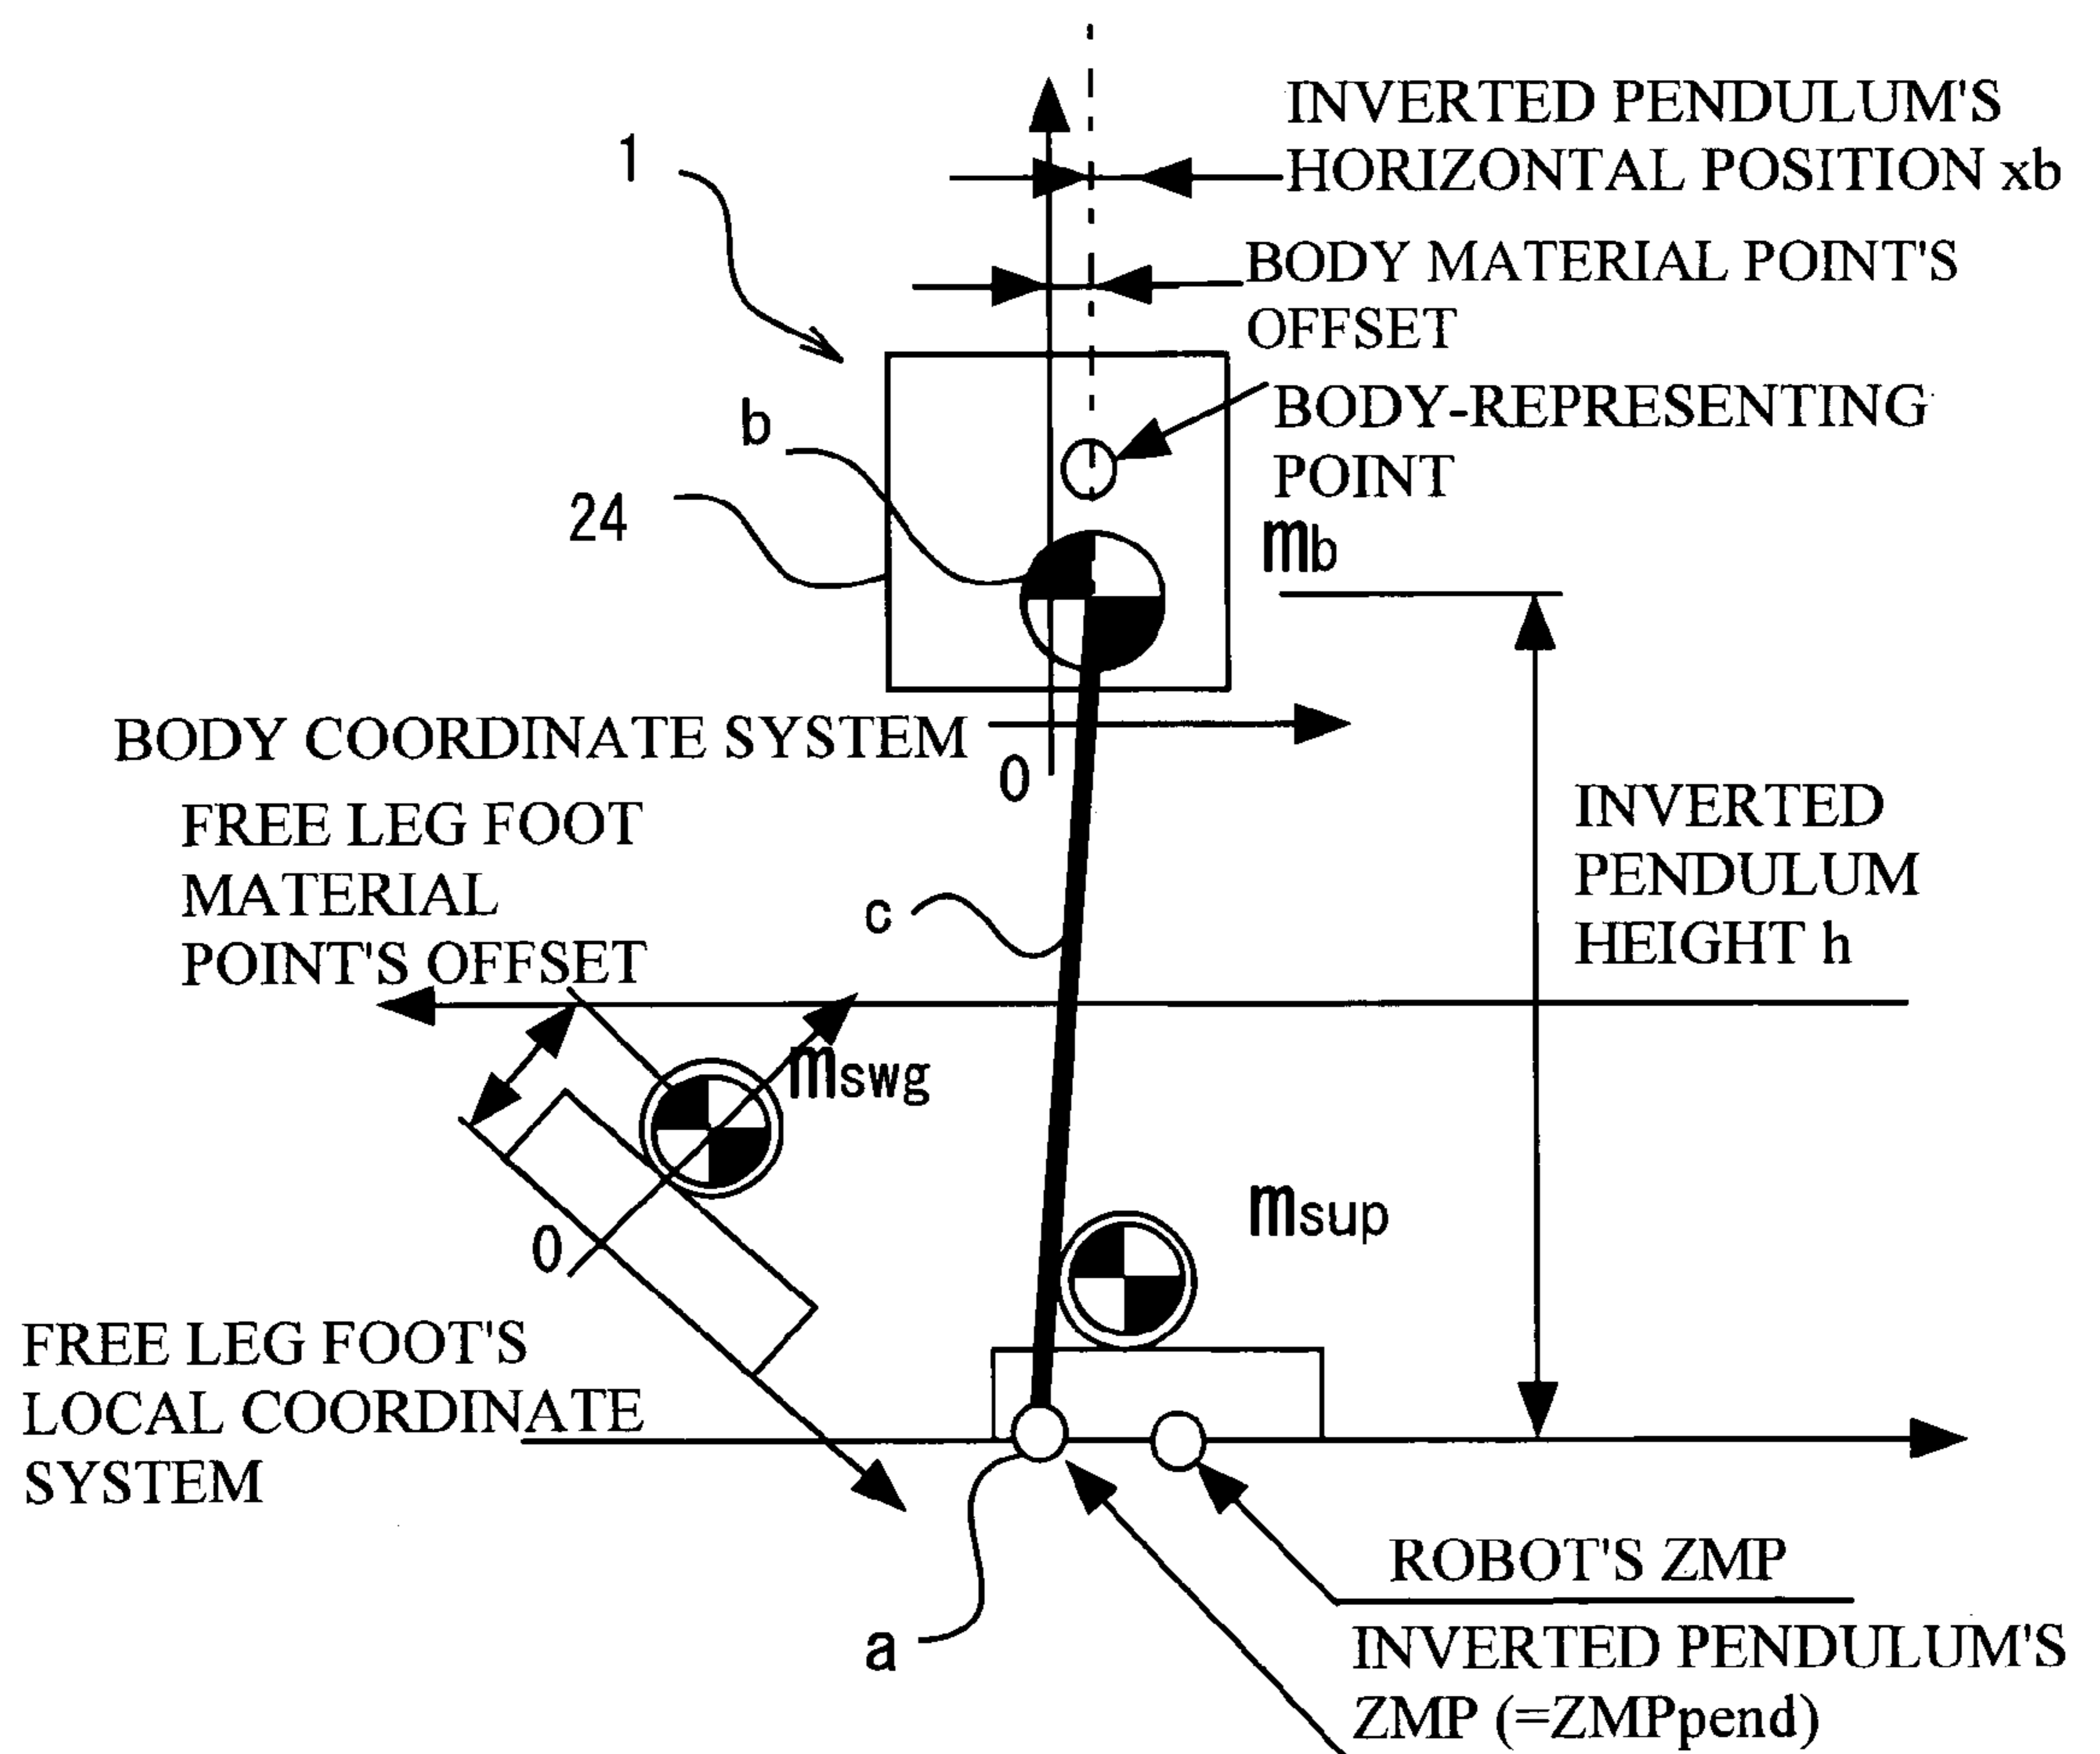 INVERTED PENDULUM'S
HORIZONTAL POSITION xb
1
BODY MATERIAL POINT'S
OFFSET
BODY-REPRESENTING
POINT
b
24
mb
BODY COORDINATE SYSTEM
0
FREE LEG FOOT
MATERIAL
POINT'S OFFSET
INVERTED
PENDULUM
HEIGHT h
c
mswg
msup
0
FREE LEG FOOT'S
LOCAL COORDINATE
SYSTEM
ROBOT'S ZMP
a
INVERTED PENDULUM'S
ZMP (=ZMPpend)